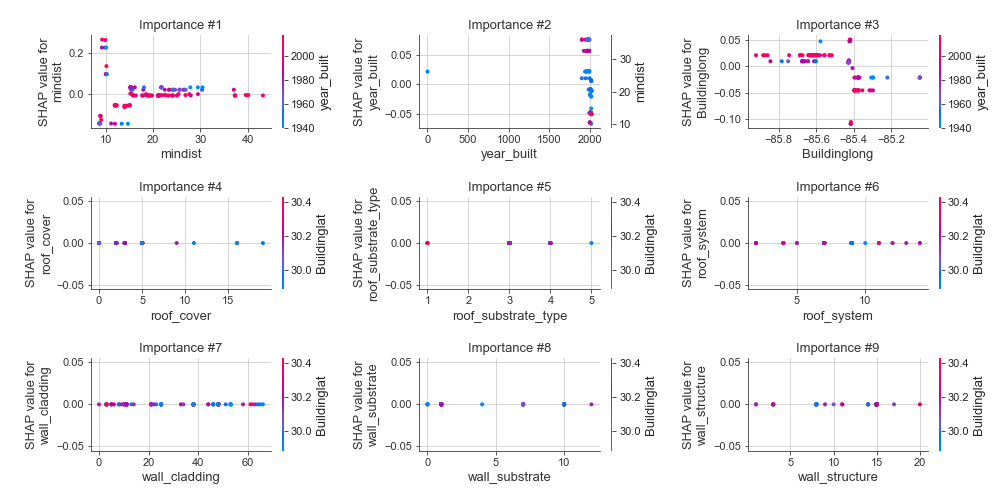 Importance #1
SHAP value for
mindist
0.2
0.0
10
20
30
40
mindist
2000
1980
1960
1940
year_built
Importance #2
SHAP value for
year_built
0.05
0.00
−0.05
0
500
1000
1500
2000
year_built
30
20
10
mindist
Importance #3
SHAP value for
Buildinglong
0.05
0.00
−0.05
−0.10
−85.8
−85.6
−85.4
−85.2
Buildinglong
2000
1980
1960
1940
year_built
Importance #4
SHAP value for
roof_cover
0.05
0.00
−0.05
0
5
10
15
roof_cover
30.4
30.2
30.0
Buildinglat
Importance #5
SHAP value for
roof_substrate_type
0.05
0.00
−0.05
1
2
3
4
5
roof_substrate_type
30.4
30.2
30.0
Buildinglat
Importance #6
SHAP value for
roof_system
0.05
0.00
−0.05
5
10
roof_system
30.4
30.2
30.0
Buildinglat
Importance #7
SHAP value for
wall_cladding
0.05
0.00
−0.05
0
20
40
60
wall_cladding
30.4
30.2
30.0
Buildinglat
Importance #8
SHAP value for
wall_substrate
0.05
0.00
−0.05
0
5
10
wall_substrate
30.4
30.2
30.0
Buildinglat
Importance #9
SHAP value for
wall_structure
0.05
0.00
−0.05
5
10
15
20
wall_structure
30.4
30.2
30.0
Buildinglat